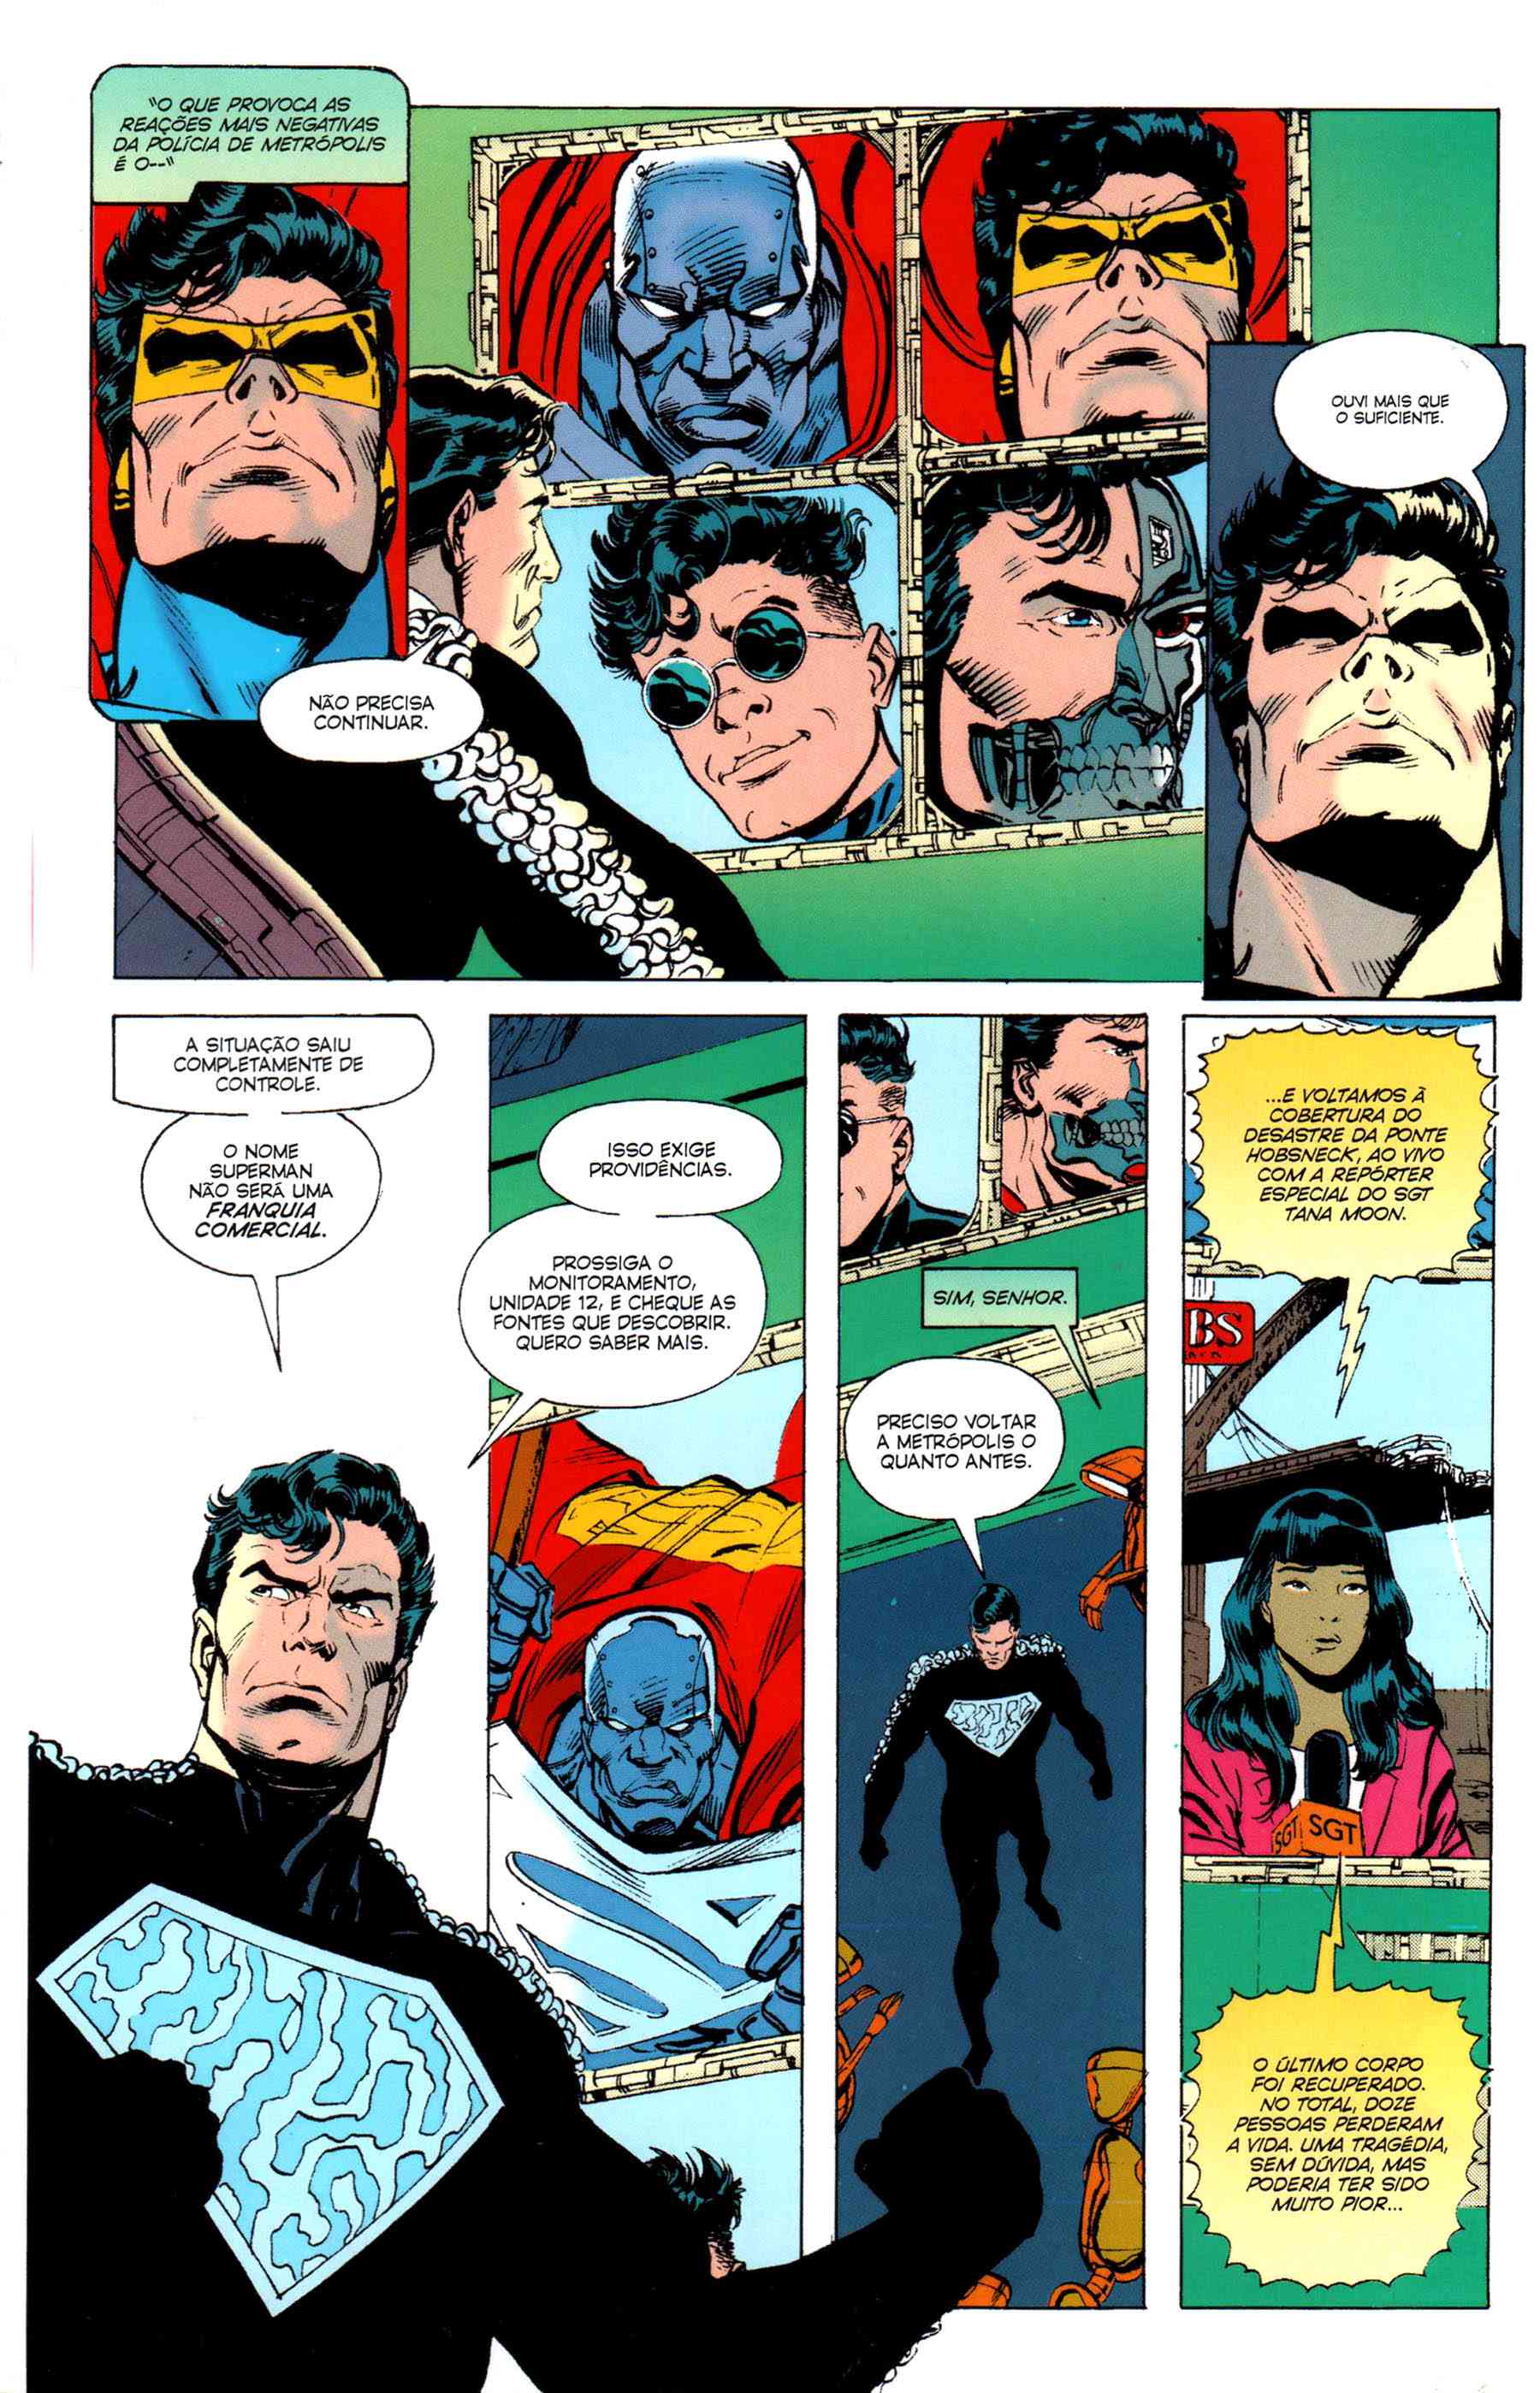 "O QUE PROVOCA AS
REAÇÕES MAIS NEGATIVAS
DA POLÍCIA DE METRÓPOLIS
É O--"
NÃO PRECISA
CONTINUAR.
OUVI MAIS QUE
O SUFICIENTE.
A SITUAÇÃO SAIU
COMPLETAMENTE DE
CONTROLE.
O NOME
SUPERMAN
NÃO SERÁ UMA
FRANQUIA
COMERCIAL.
ISSO EXIGE
PROVIDÊNCIAS.
PROSSIGA O
MONITORAMENTO,
UNIDADE 12, E CHEQUE AS
FONTES QUE DESCOBRIR.
QUERO SABER MAIS.
SIM, SENHOR.
PRECISO VOLTAR
A METRÓPOLIS O
QUANTO ANTES.
...E VOLTAMOS À
COBERTURA DO
DESASTRE DA PONTE
HOBSNECK, AO VIVO
COM A REPÓRTER
ESPECIAL DO SGT
TANA MOON.
BS
SGT SGT
O ÚLTIMO CORPO
FOI RECUPERADO.
NO TOTAL, DOZE
PESSOAS PERDERAM
A VIDA. UMA TRAGÉDIA,
SEM DÚVIDA, MAS
PODERIA TER SIDO
MUITO PIOR...